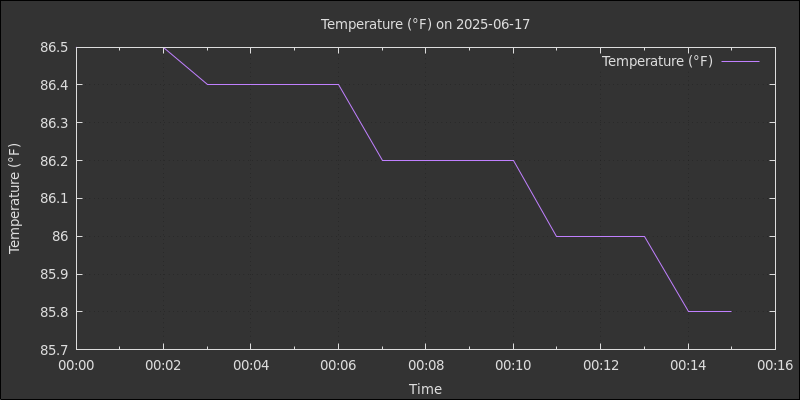 Temperature (°F) on 2025-06-17
Temperature (°F)
86.5
86.4
86.3
86.2
86.1
86
85.9
85.8
85.7
Temperature (°F)
00:00 00:02 00:04 00:06 00:08 00:10 00:12 00:14 00:16
Time